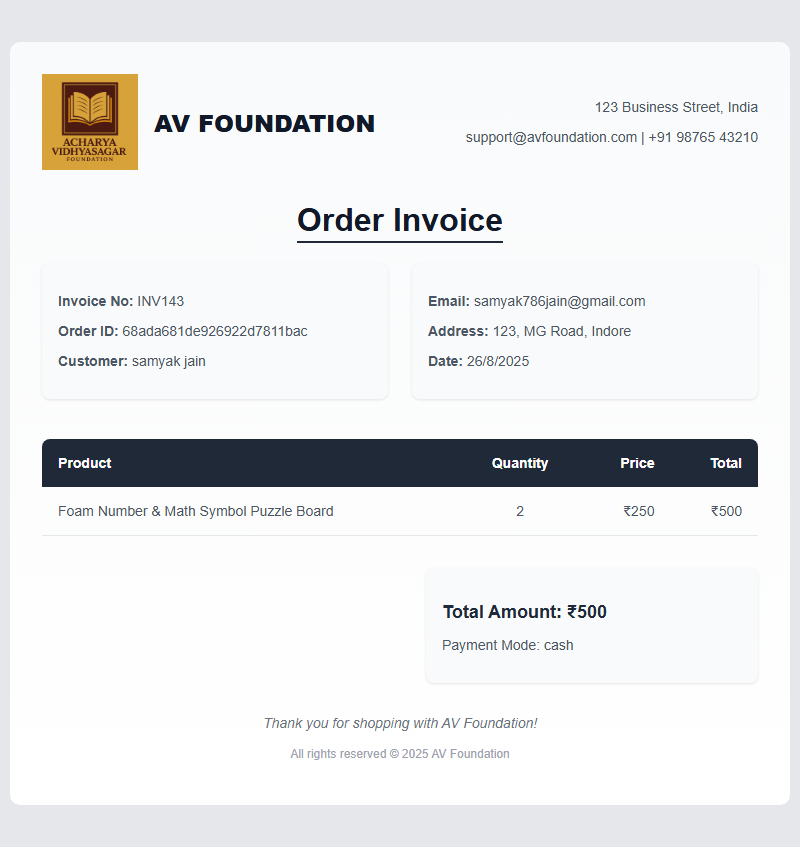 ACHARYA
VIDHYASAGAR
FOUNDATION
AV FOUNDATION
123 Business Street, India
support@avfoundation.com | +91 98765 43210
Order Invoice
Invoice No: INV143
Order ID: 68ada681de926922d7811bac
Customer: samyak jain
Email: samyak786jain@gmail.com
Address: 123, MG Road, Indore
Date: 26/8/2025
Product Quantity Price Total
Foam Number & Math Symbol Puzzle Board 2 ₹250 ₹500
Total Amount: ₹500
Payment Mode: cash
Thank you for shopping with AV Foundation!
All rights reserved © 2025 AV Foundation